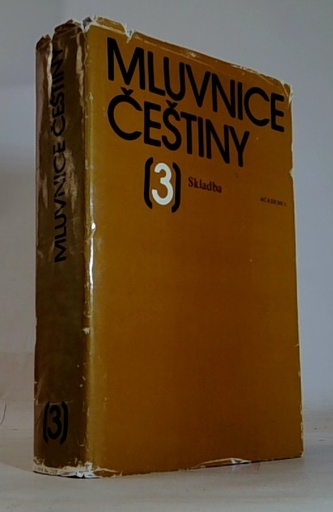 MLUVNICE
ČEŠTINY
(3) Skladba
ACADEMIA
MLUVNICE ČEŠTINY
(3)